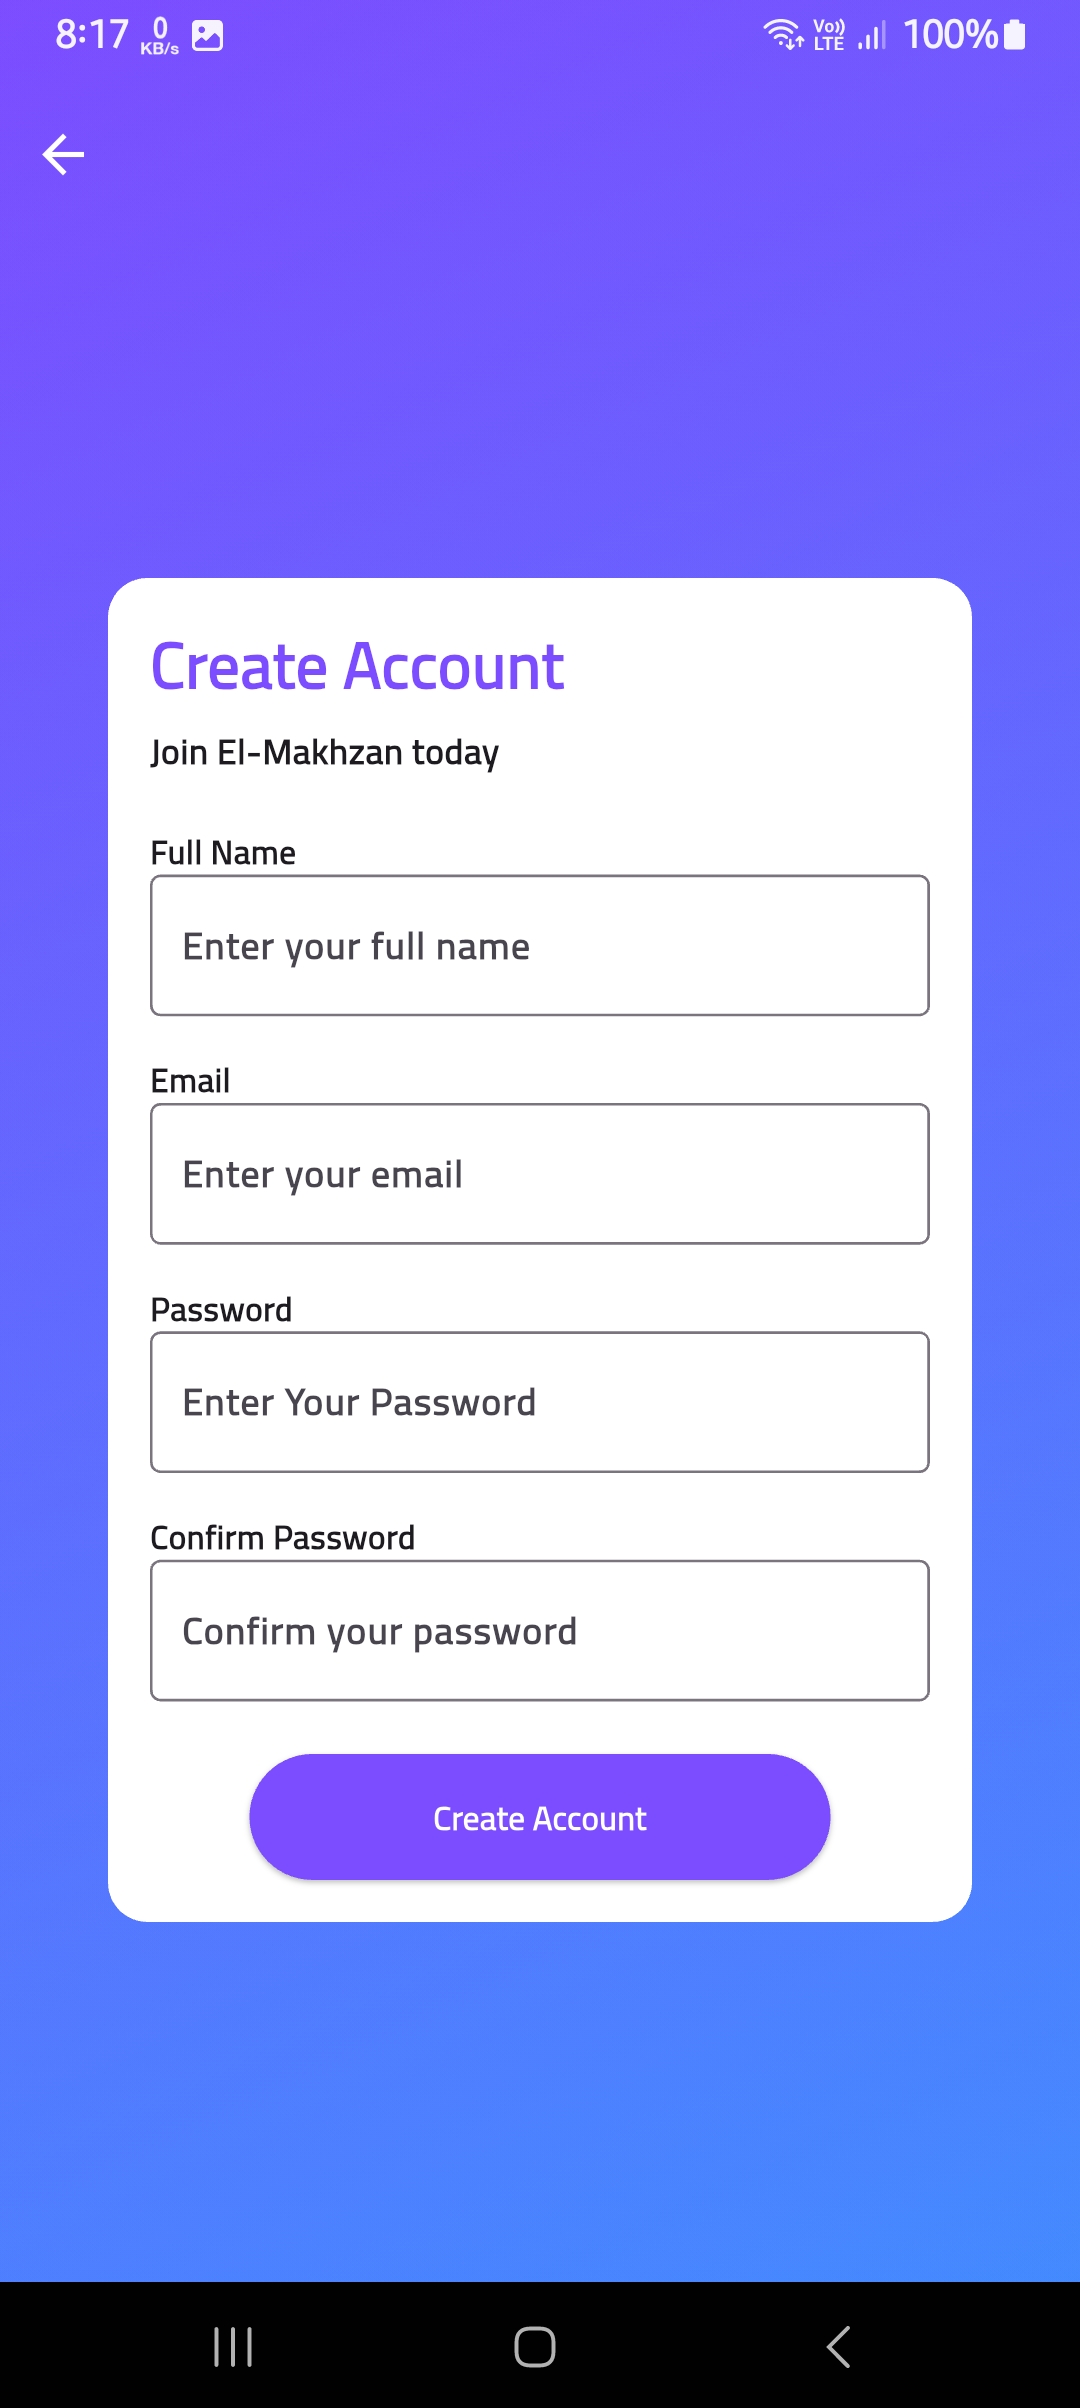 8:17 0 KB/s Vo)) LTE 100%
Create Account
Join El-Makhzan today
Full Name
Enter your full name
Email
Enter your email
Password
Enter Your Password
Confirm Password
Confirm your password
Create Account